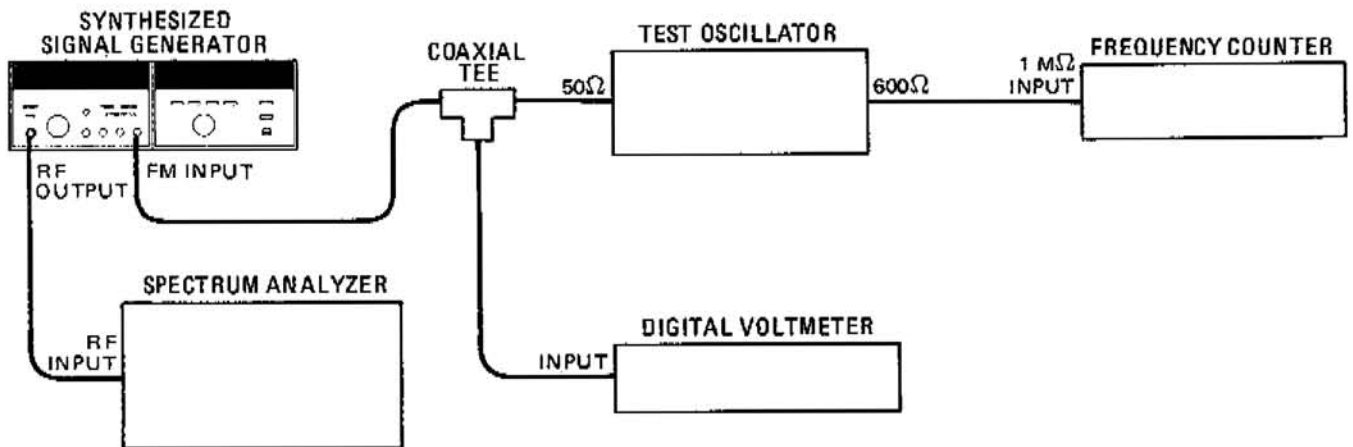 SYNTHESIZED
SIGNAL GENERATOR
COAXIAL
TEE
TEST OSCILLATOR
FREQUENCY COUNTER
50Ω
600Ω
1 MΩ
INPUT
RF
OUTPUT
FM INPUT
SPECTRUM ANALYZER
RF
INPUT
DIGITAL VOLTMETER
INPUT